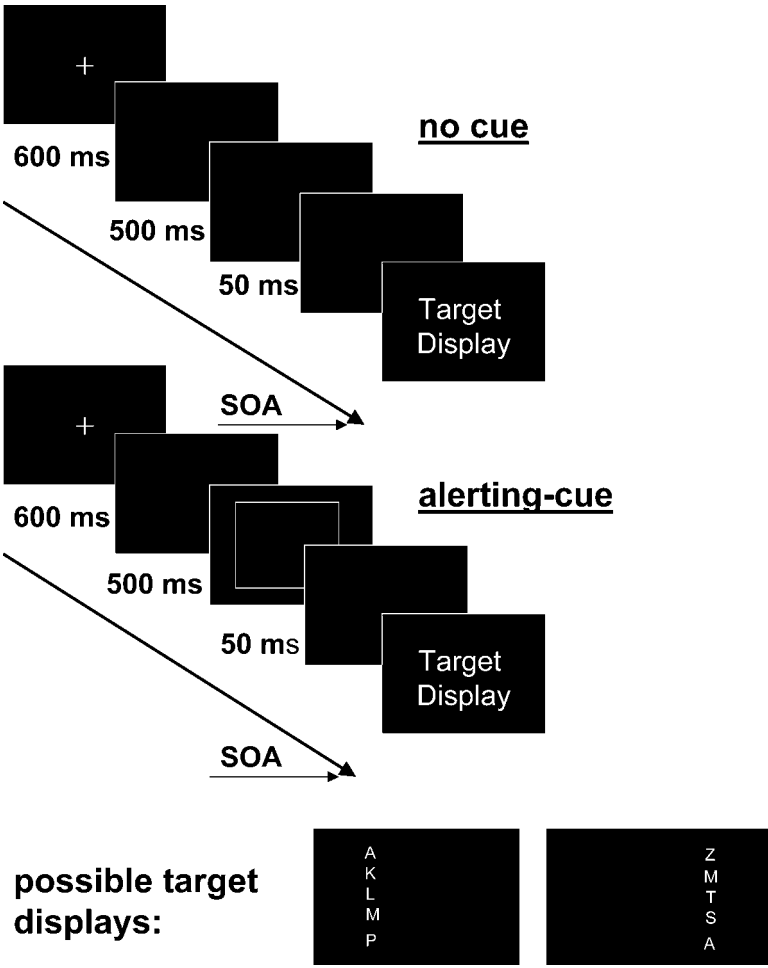 no cue
600 ms
500 ms
50 ms
Target
Display
SOA
alerting-cue
600 ms
500 ms
50 ms
Target
Display
SOA
possible target
displays:
A
K
L
M
P
Z
M
T
S
A